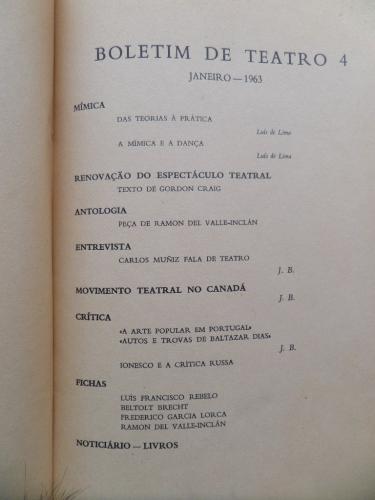 BOLETIM DE TEATRO 4
JANEIRO — 1963
MÍMICA
DAS TEORIAS À PRÁTICA
Luís de Lima
A MÍMICA E A DANÇA
Luís de Lima
RENOVAÇÃO DO ESPECTÁCULO TEATRAL
TEXTO DE GORDON CRAIG
ANTOLOGIA
PEÇA DE RAMON DEL VALLE-INCLÁN
ENTREVISTA
CARLOS MUÑIZ FALA DE TEATRO
J. B.
MOVIMENTO TEATRAL NO CANADÁ
J. B.
CRÍTICA
«A ARTE POPULAR EM PORTUGAL»
«AUTOS E TROVAS DE BALTAZAR DIAS»
J. B.
IONESCO E A CRÍTICA RUSSA
FICHAS
LUÍS FRANCISCO REBELO
BELTOLT BRECHT
FREDERICO GARCIA LORCA
RAMON DEL VALLE-INCLÁN
NOTICIÁRIO — LIVROS